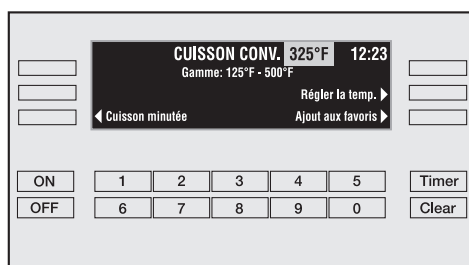 CUISSON CONV. 325°F 12:23
Gamme: 125°F - 500°F
Régler la temp.
Cuisson minutée Ajout aux favoris
ON 1 2 3 4 5 Timer
OFF 6 7 8 9 0 Clear